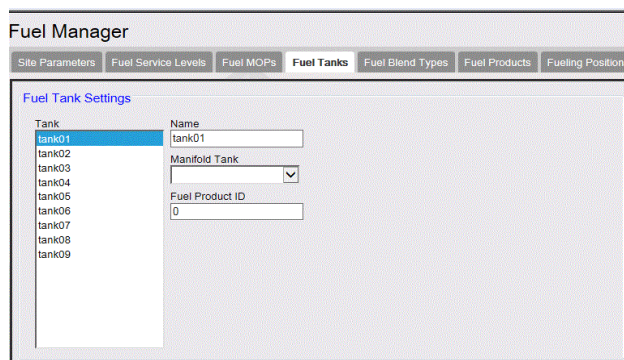 Fuel Manager
Site Parameters Fuel Service Levels Fuel MOPs Fuel Tanks Fuel Blend Types Fuel Products Fueling Position
Fuel Tank Settings
Tank
tank01
tank02
tank03
tank04
tank05
tank06
tank07
tank08
tank09
Name
tank01
Manifold Tank
Fuel Product ID
0